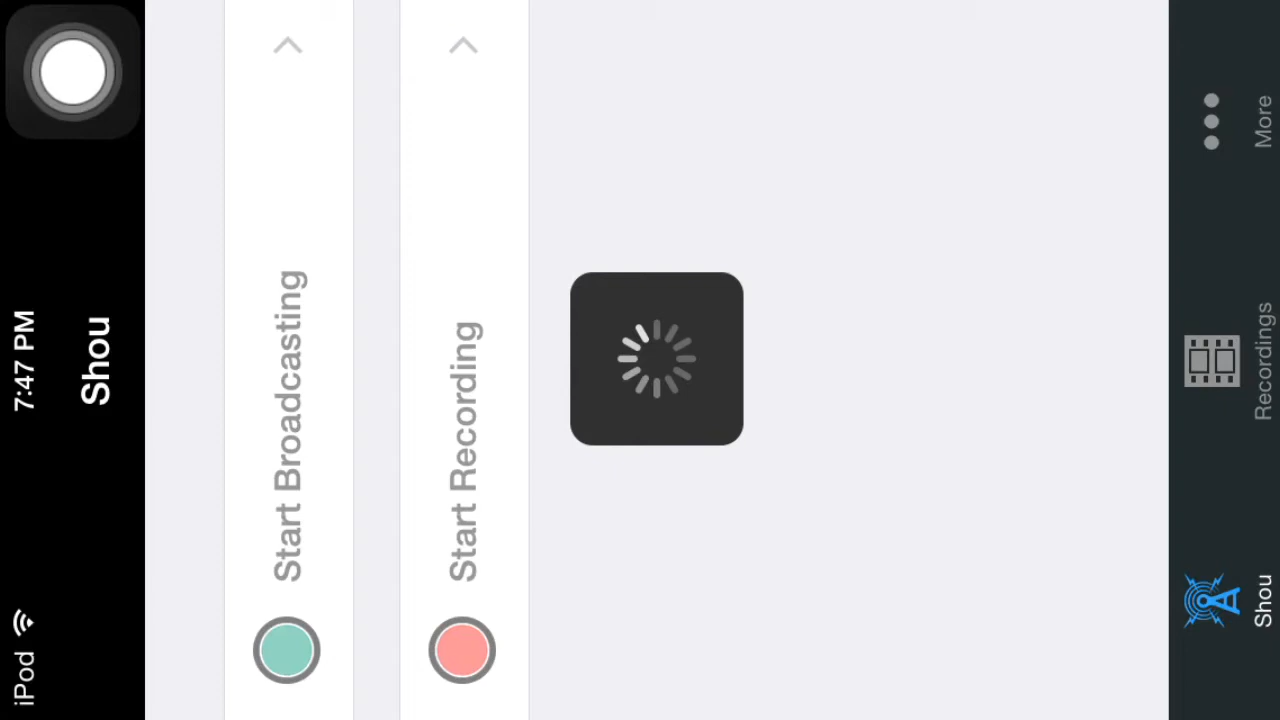 iPod 7:47 PM
Shou
Start Broadcasting
Start Recording
Shou Recordings More